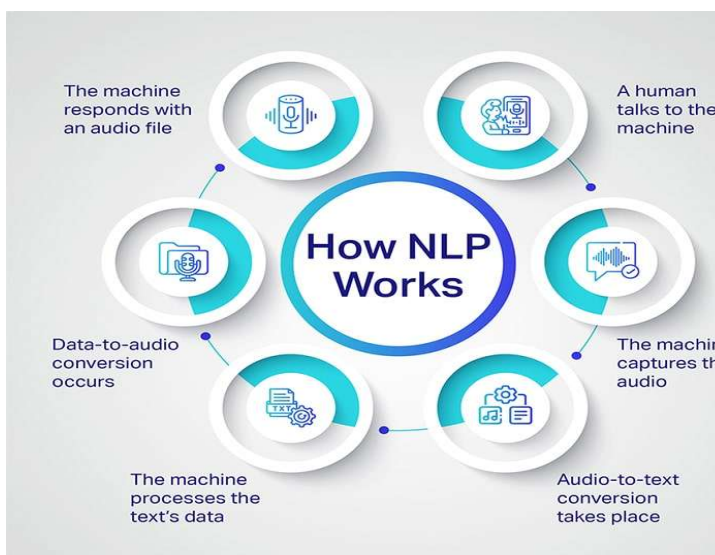 How NLP
Works
A human
talks to the
machine
The machin
captures th
audio
Audio-to-text
conversion
takes place
The machine
processes the
text's data
TXT
Data-to-audio
conversion
occurs
The machine
responds with
an audio file